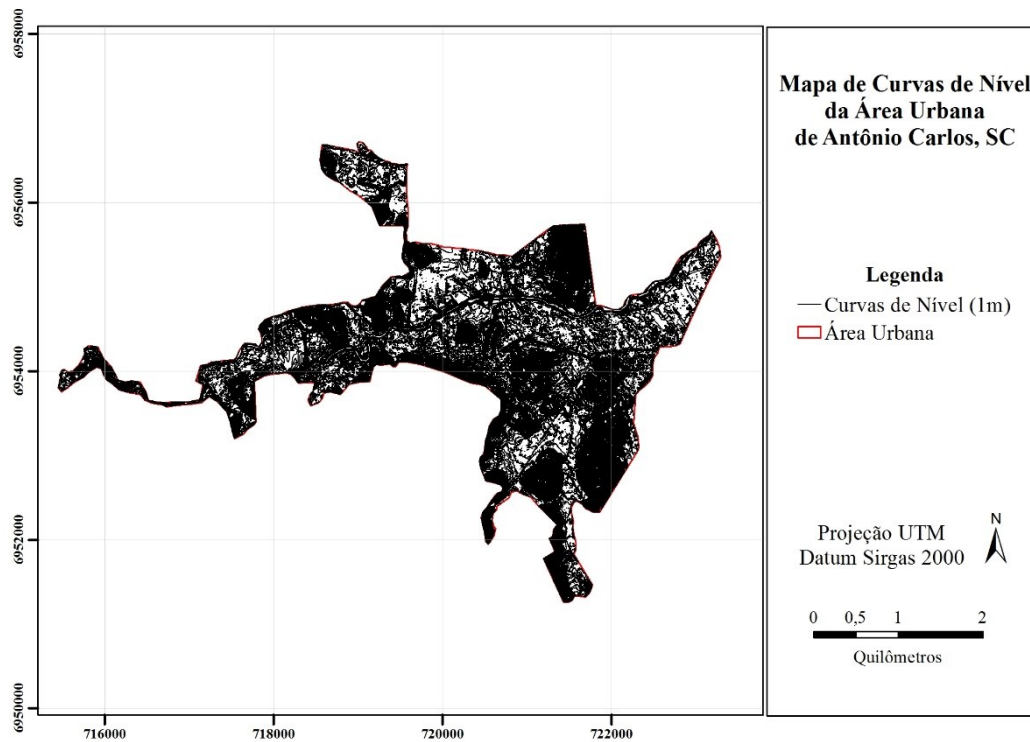 Mapa de Curvas de Nível
da Área Urbana
de Antônio Carlos, SC
Legenda
Curvas de Nível (1m)
Área Urbana
Projeção UTM
Datum Sirgas 2000
N
0 0,5 1 2
Quilômetros
6958000
6956000
6954000
6952000
6950000
716000 718000 720000 722000